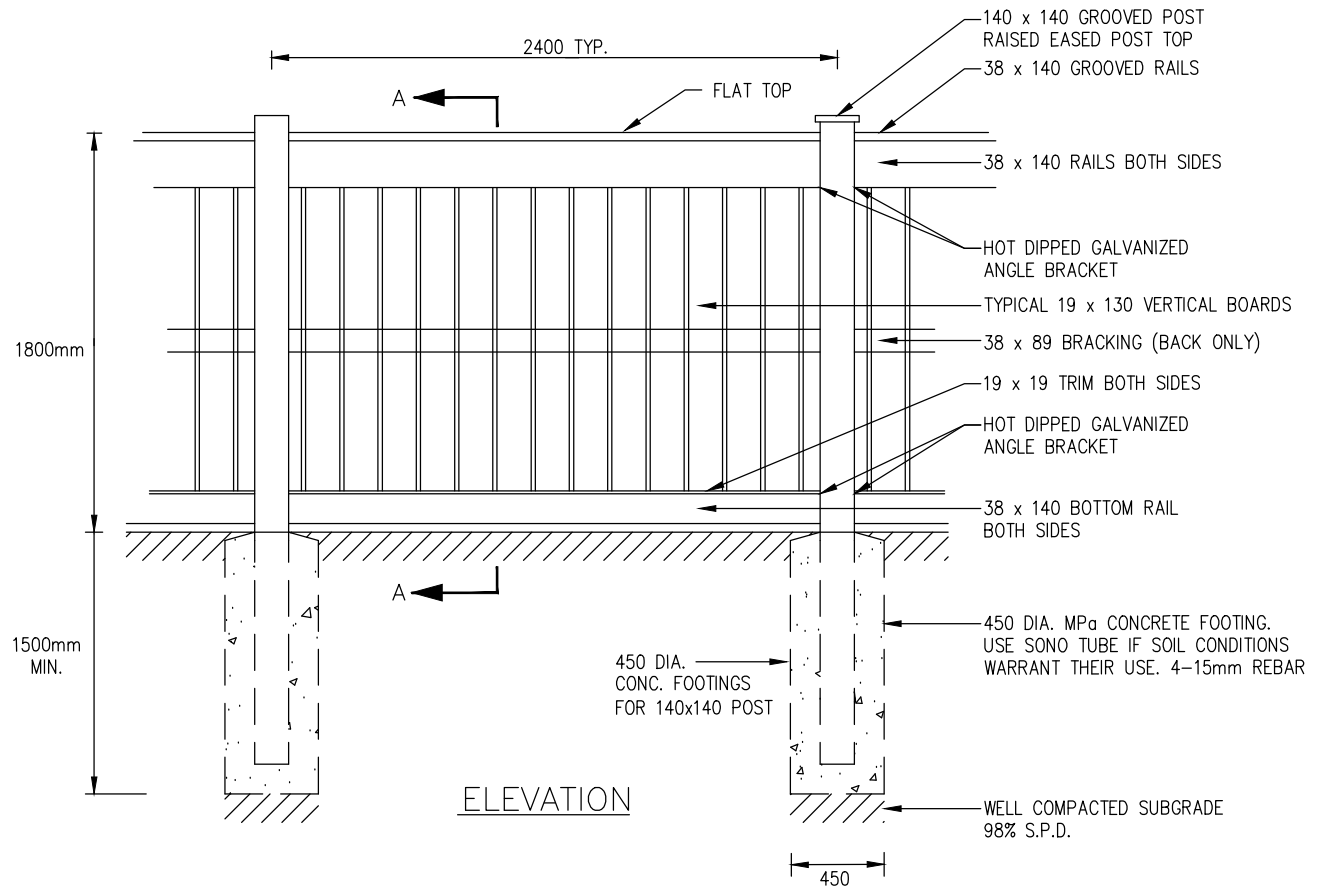 140 x 140 GROOVED POST
RAISED EASED POST TOP
2400 TYP.
38 x 140 GROOVED RAILS
A
FLAT TOP
38 x 140 RAILS BOTH SIDES
HOT DIPPED GALVANIZED
ANGLE BRACKET
TYPICAL 19 x 130 VERTICAL BOARDS
1800mm
38 x 89 BRACKING (BACK ONLY)
19 x 19 TRIM BOTH SIDES
HOT DIPPED GALVANIZED
ANGLE BRACKET
38 x 140 BOTTOM RAIL
BOTH SIDES
A
1500mm
MIN.
450 DIA.
CONC. FOOTINGS
FOR 140x140 POST
450 DIA. MPa CONCRETE FOOTING.
USE SONO TUBE IF SOIL CONDITIONS
WARRANT THEIR USE. 4-15mm REBAR
ELEVATION
WELL COMPACTED SUBGRADE
98% S.P.D.
450